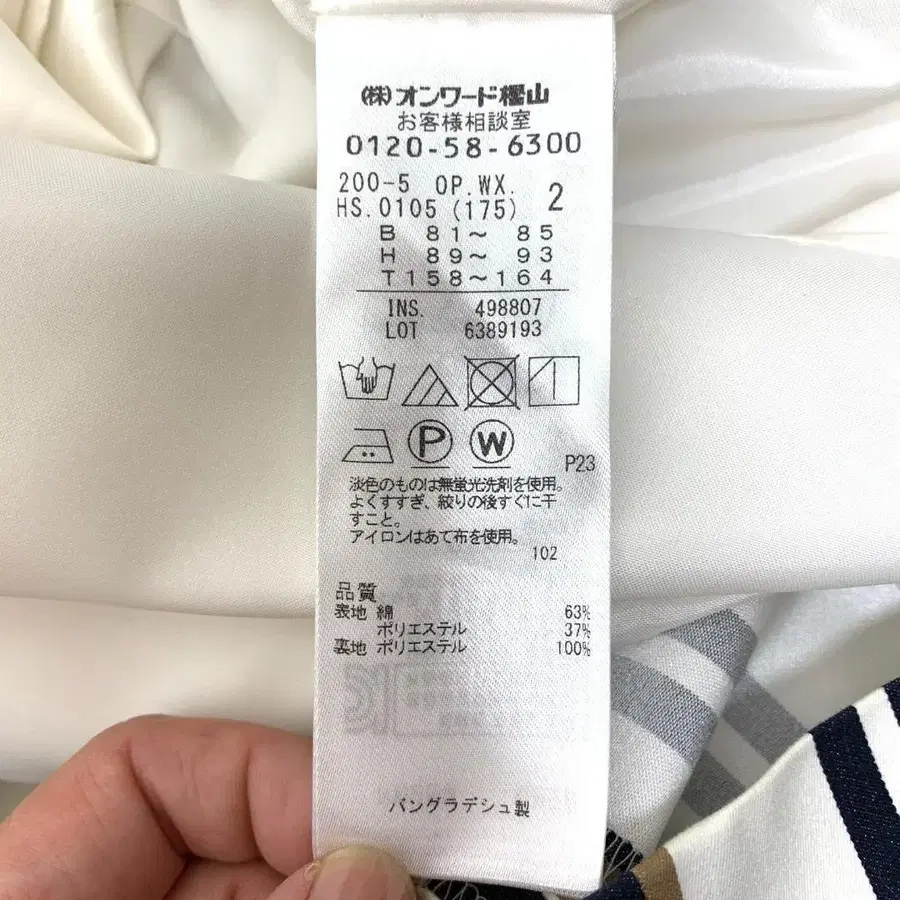 ㈱オンワード樫山
お客様相談室
0120-58-6300
200-5 OP.WX. 2
HS.0105 (175)
B 81〜 85
H 89〜 93
T158〜164
INS. 498807
LOT 6389193
P W
P23
淡色のものは無蛍光洗剤を使用。
よくすすぎ、絞りの後すぐに干
すこと。
アイロンはあて布を使用。
102
品質
表地 綿 63%
ポリエステル 37%
裏地 ポリエステル 100%
バングラデシュ製